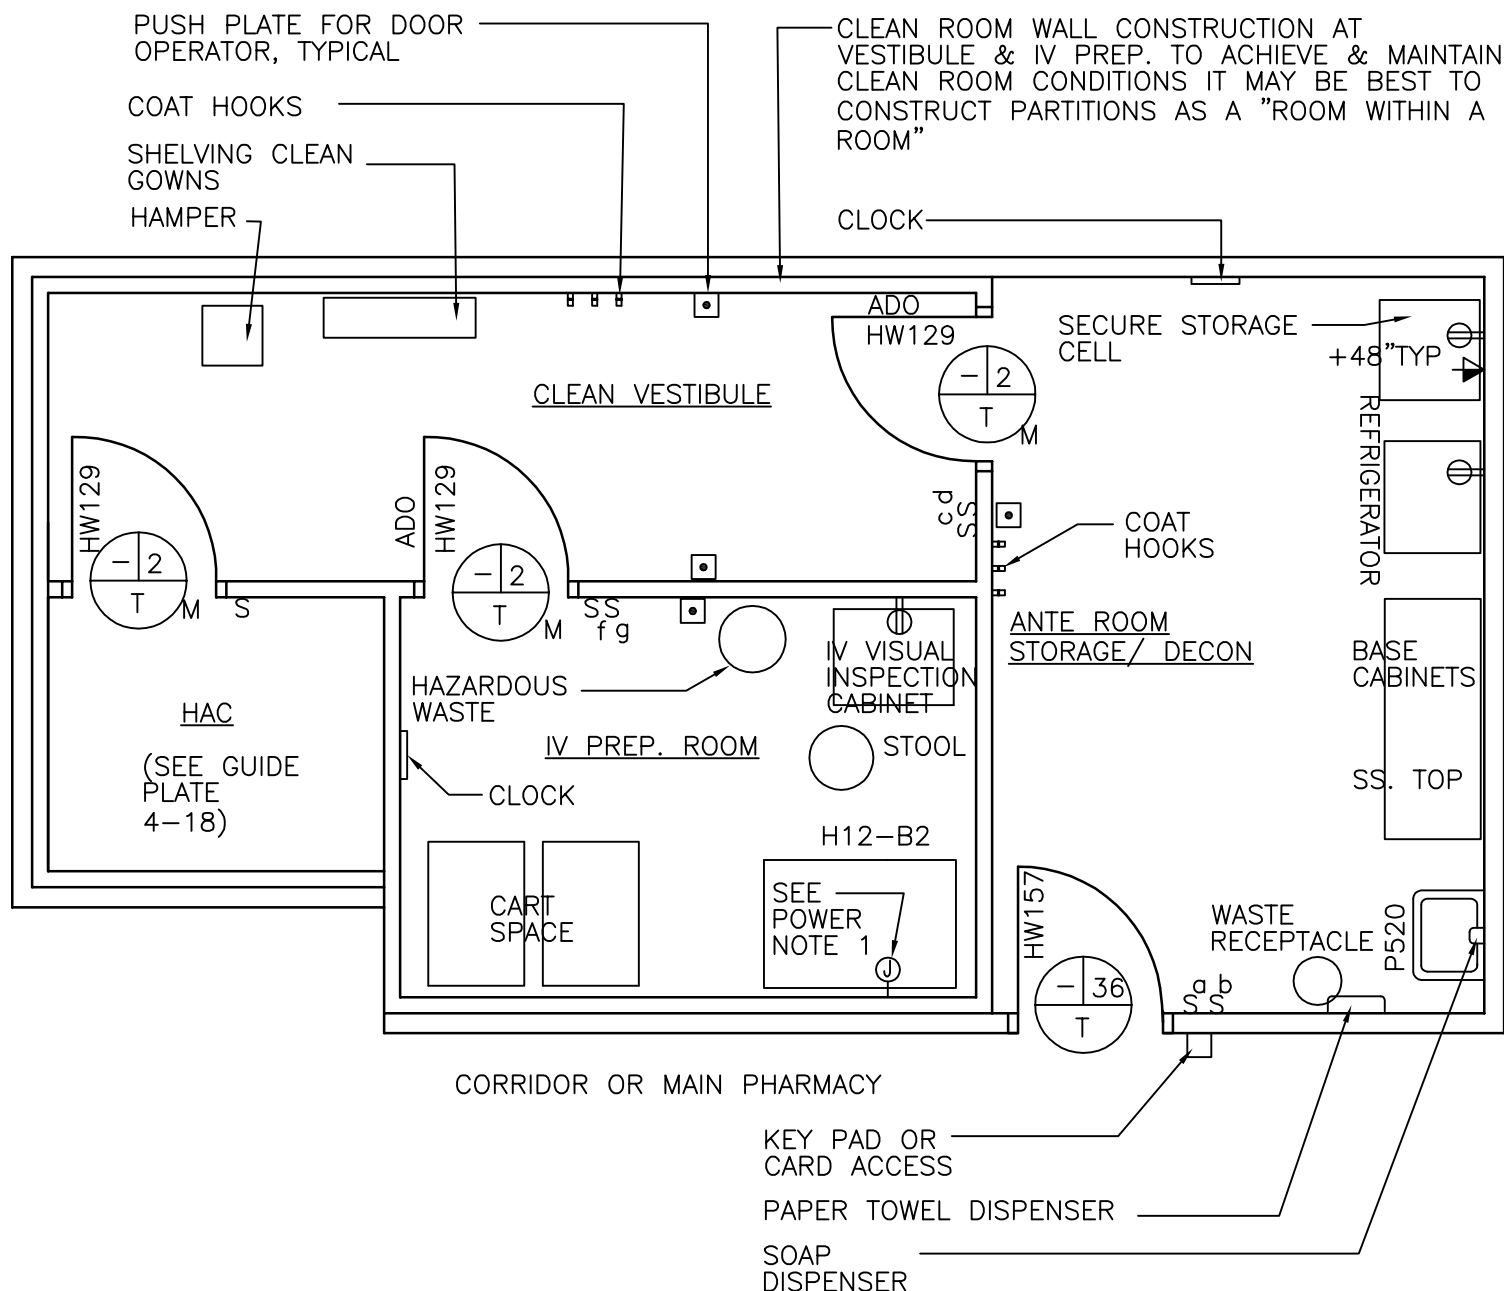 PUSH PLATE FOR DOOR
OPERATOR, TYPICAL
COAT HOOKS
SHELVING CLEAN
GOWNS
HAMPER
CLEAN ROOM WALL CONSTRUCTION AT
VESTIBULE & IV PREP. TO ACHIEVE & MAINTAIN
CLEAN ROOM CONDITIONS IT MAY BE BEST TO
CONSTRUCT PARTITIONS AS A "ROOM WITHIN A
ROOM"
CLOCK
ADO
HW129
SECURE STORAGE
CELL
+48"TYP
CLEAN VESTIBULE
- 2
T
M
REFRIGERATOR
HW129
ADO
HW129
c d
S S
COAT
HOOKS
- 2
T
M
S
- 2
T
M
SS
f g
ANTE ROOM
STORAGE/ DECON
IV VISUAL
INSPECTION
CABINET
BASE
CABINETS
HAZARDOUS
WASTE
HAC
IV PREP. ROOM
STOOL
(SEE GUIDE
PLATE
4-18)
CLOCK
SS. TOP
H12-B2
CART
SPACE
SEE
POWER
NOTE 1
J
HW157
WASTE
RECEPTACLE
P520
- 36
T
a b
S S
CORRIDOR OR MAIN PHARMACY
KEY PAD OR
CARD ACCESS
PAPER TOWEL DISPENSER
SOAP
DISPENSER